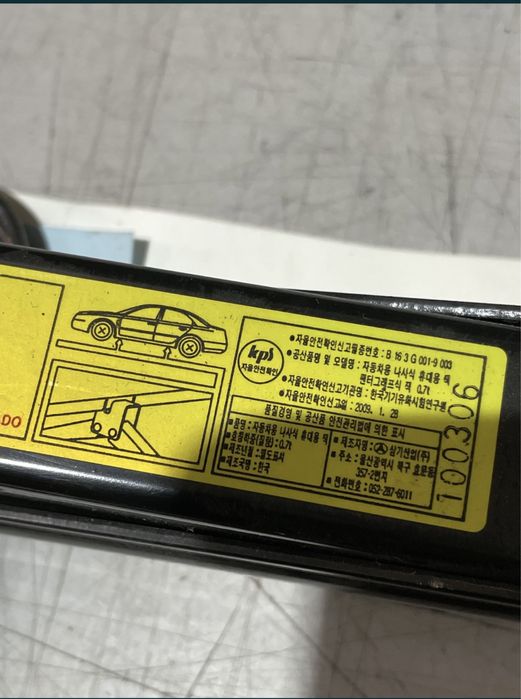 DO
kps
자율안전확인
•자율안전확인신고필증번호 : B 16 3 G 001-9 003
•공산품명 및 모델명 : 자동차용 나사식 휴대용 잭
팬터그래프식 잭 0.7t
•자율안전확인신고기관명 : 한국기기유화시험연구원
•자율안전확인신고일 : 2009. 1. 28
품질경영 및 공산품 안전관리법에 의한 표시
■품명 : 자동차용 나사식 휴대용 잭
■호칭하중(질량) : 0.7t
■제조년월 : 별도표시
■제조국명 : 한국
■제조자명 : 삼기산업(주)
■주소 : 울산광역시 북구 효문동
357-2번지
■전화번호 : 052-287-6011
100306